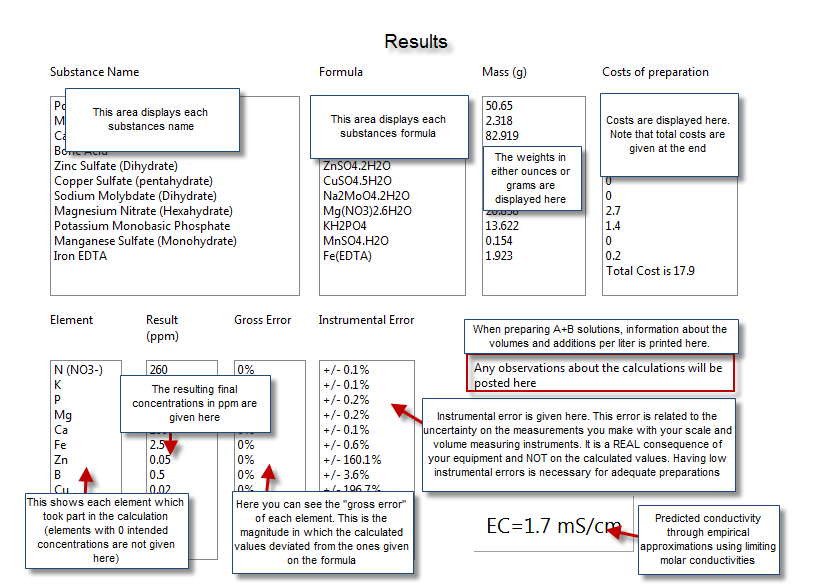 Results
Substance Name
Formula
Mass (g)
Costs of preparation
Po
M
Ca
Boric Acid
Zinc Sulfate (Dihydrate)
Copper Sulfate (pentahydrate)
Sodium Molybdate (Dihydrate)
Magnesium Nitrate (Hexahydrate)
Potassium Monobasic Phosphate
Manganese Sulfate (Monohydrate)
Iron EDTA
This area displays each
substances name
This area displays each
substances formula
ZnSO4.2H2O
CuSO4.5H2O
Na2MoO4.2H2O
Mg(NO3)2.6H2O
KH2PO4
MnSO4.H2O
Fe(EDTA)
50.65
2.318
82.919
The weights in
either ounces or
grams are
displayed here
13.622
0.154
1.923
Costs are displayed here.
Note that total costs are
given at the end
0
0
2.7
1.4
0
0.2
Total Cost is 17.9
Element
Result
(ppm)
Gross Error
Instrumental Error
N (NO3-)
K
P
Mg
Ca
Fe
Zn
B
Cu
260
The resulting final
concentrations in ppm are
given here
2.5
0.05
0.5
0.02
0%
0%
0%
0%
0%
+/- 0.1%
+/- 0.1%
+/- 0.2%
+/- 0.2%
+/- 0.1%
+/- 0.6%
+/- 160.1%
+/- 3.6%
+/- 196.7%
When preparing A+B solutions, information about the
volumes and additions per liter is printed here.
Any observations about the calculations will be
posted here
Instrumental error is given here. This error is related to the
uncertainty on the measurements you make with your scale and
volume measuring instruments. It is a REAL consequence of
your equipment and NOT on the calculated values. Having low
instrumental errors is necessary for adequate preparations
This shows each element which
took part in the calculation
(elements with 0 intended
concentrations are not given
here)
Here you can see the "gross error"
of each element. This is the
magnitude in which the calculated
values deviated from the ones given
on the formula
EC=1.7 mS/cm
Predicted conductivity
through empirical
approximations using limiting
molar conductivities